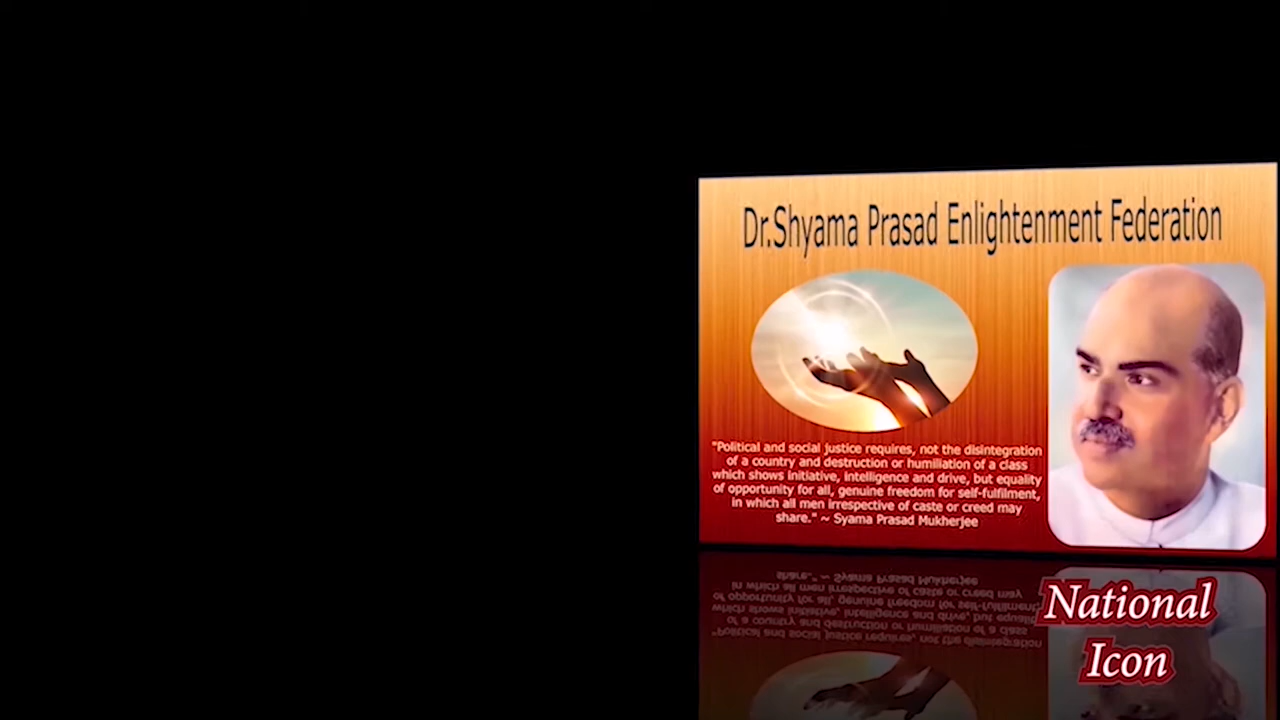 Dr.Shyama Prasad Enlightenment Federation
"Political and social justice requires, not the disintegration
of a country and destruction or humiliation of a class
which shows initiative, intelligence and drive, but equality
of opportunity for all, genuine freedom for self-fulfilment,
in which all men irrespective of caste or creed may
share." ~ Syama Prasad Mukherjee
National
Icon